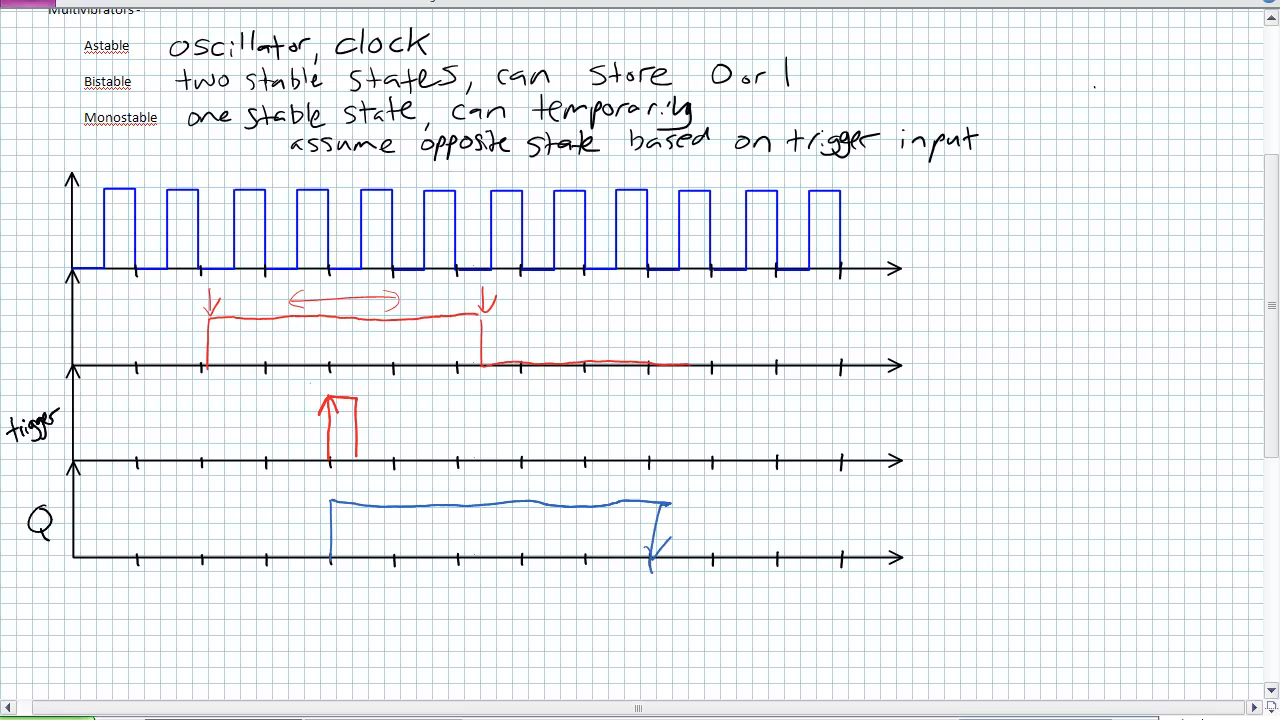 Multivibrators -
Astable oscillator, clock
Bistable two stable states, can store 0 or 1
Monostable one stable state, can temporarily
assume opposite state based on trigger input
trigger
Q